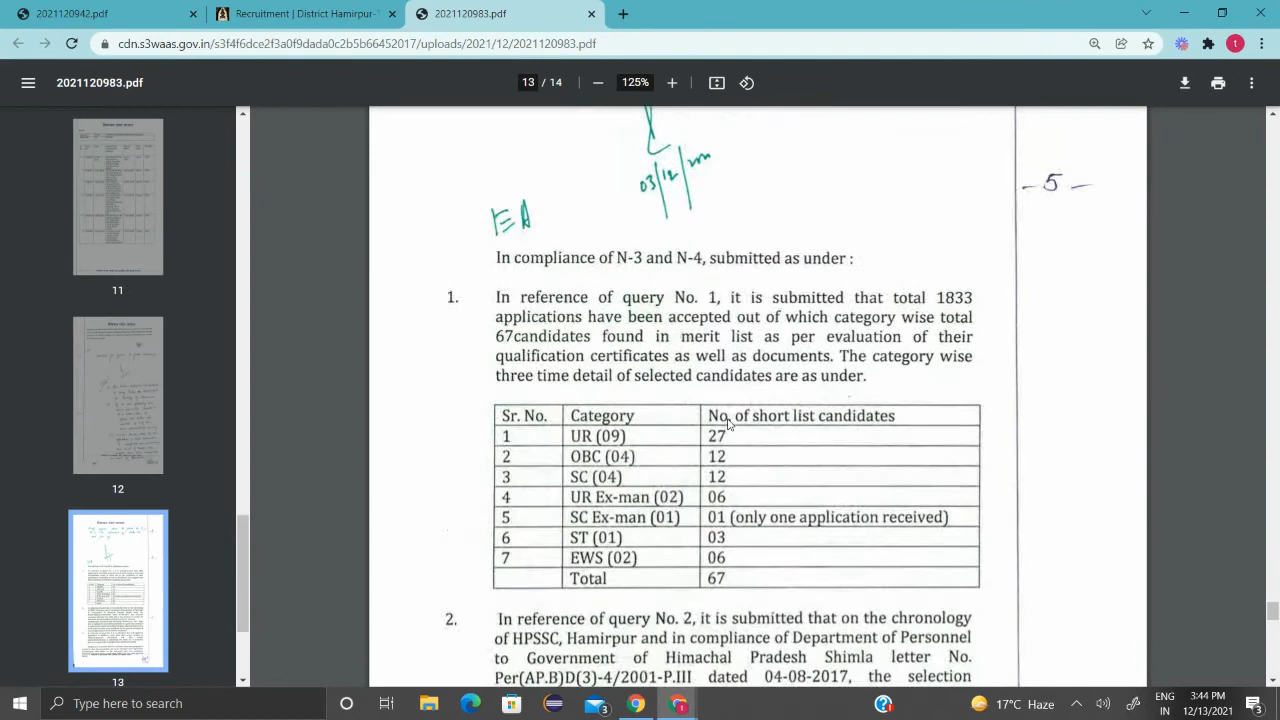 2021120942.pdf
Recruitment | District Hamirpur-
2021120983.pdf
cdn.s3waas.gov.in/s3f4f6dce2f3a0f9dada0c2b5b66452017/uploads/2021/12/2021120983.pdf
t
2021120983.pdf
13 / 14
125%
11
12
13
03/12/
- 5 -
EA
In compliance of N-3 and N-4, submitted as under :
1. In reference of query No. 1, it is submitted that total 1833
applications have been accepted out of which category wise total
67candidates found in merit list as per evaluation of their
qualification certificates as well as documents. The category wise
three time detail of selected candidates are as under.
Sr. No. Category No. of short list candidates
1 UR (09) 27
2 OBC (04) 12
3 SC (04) 12
4 UR Ex-man (02) 06
5 SC Ex-man (01) 01 (only one application received)
6 ST (01) 03
7 EWS (02) 06
Total 67
2. In reference of query No. 2, it is submitted that on the chronology
of HPSSC, Hamirpur and in compliance of Department of Personnel
to Government of Himachal Pradesh Shimla letter No.
Per(AP.B)D(3)-4/2001-P.III dated 04-08-2017, the selection
Type here to search
3
17°C Haze
ENG
IN
3:44 PM
12/13/2021
3